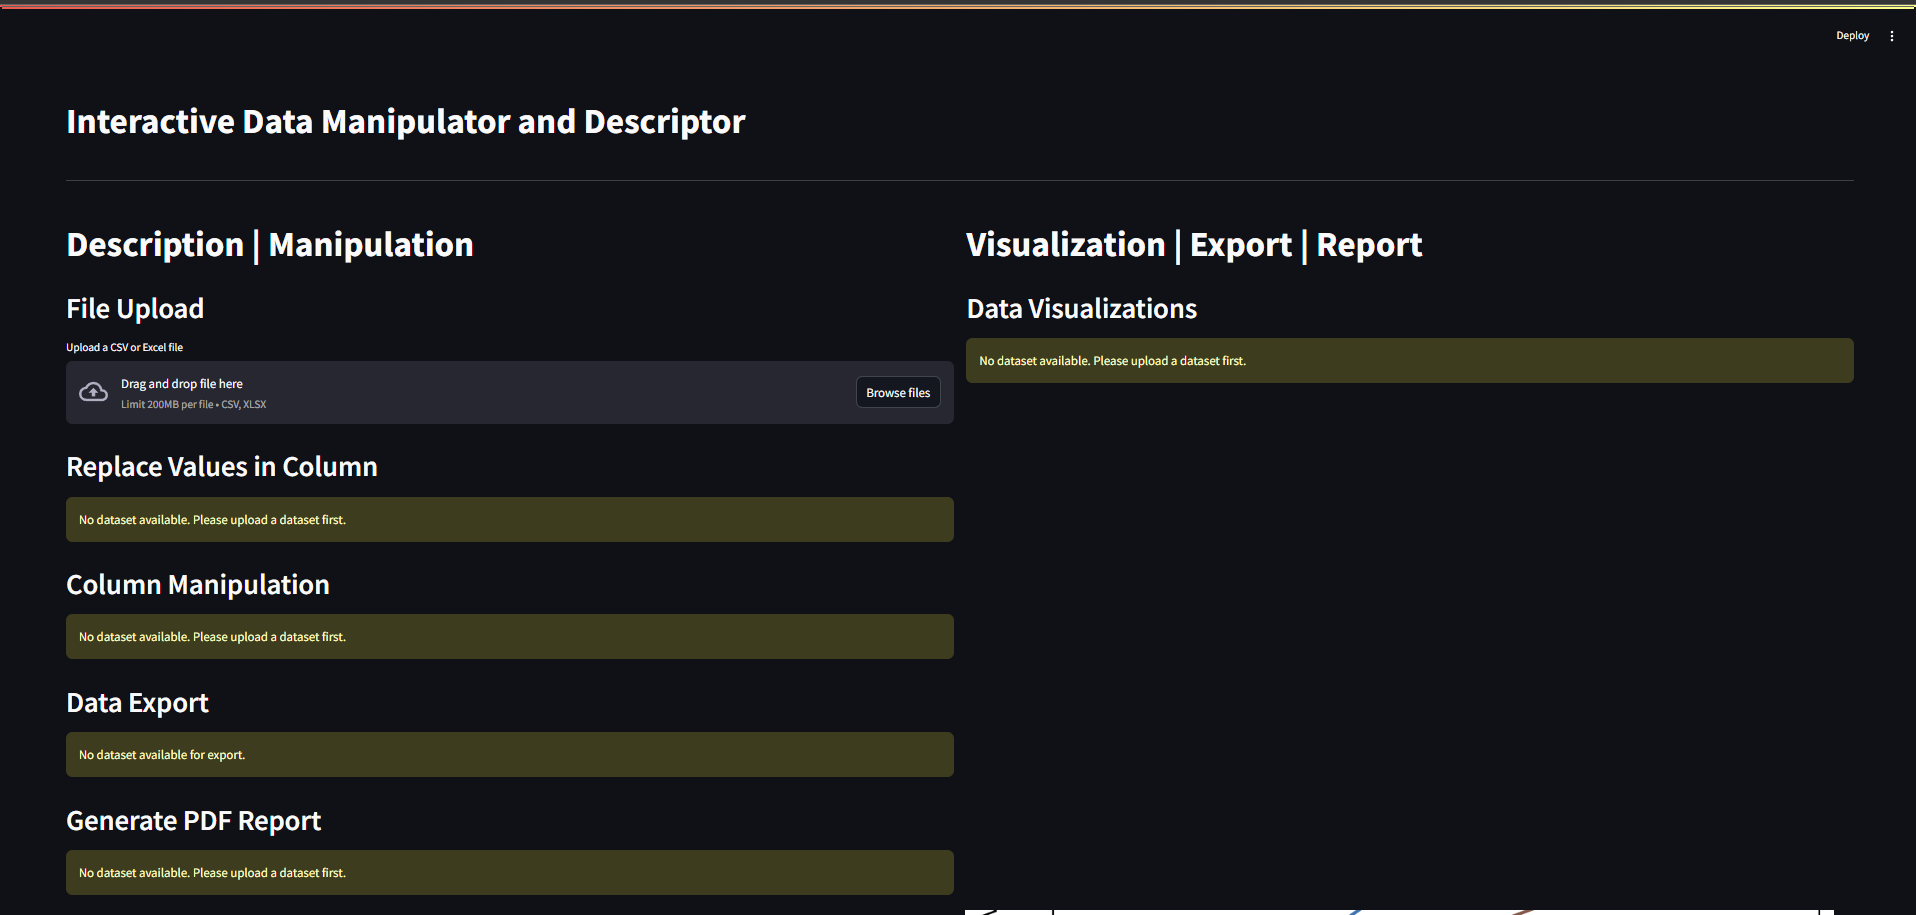 Deploy
Interactive Data Manipulator and Descriptor
Description | Manipulation
File Upload
Upload a CSV or Excel file
Drag and drop file here
Limit 200MB per file • CSV, XLSX
Browse files
Replace Values in Column
No dataset available. Please upload a dataset first.
Column Manipulation
No dataset available. Please upload a dataset first.
Data Export
No dataset available for export.
Generate PDF Report
No dataset available. Please upload a dataset first.
Visualization | Export | Report
Data Visualizations
No dataset available. Please upload a dataset first.